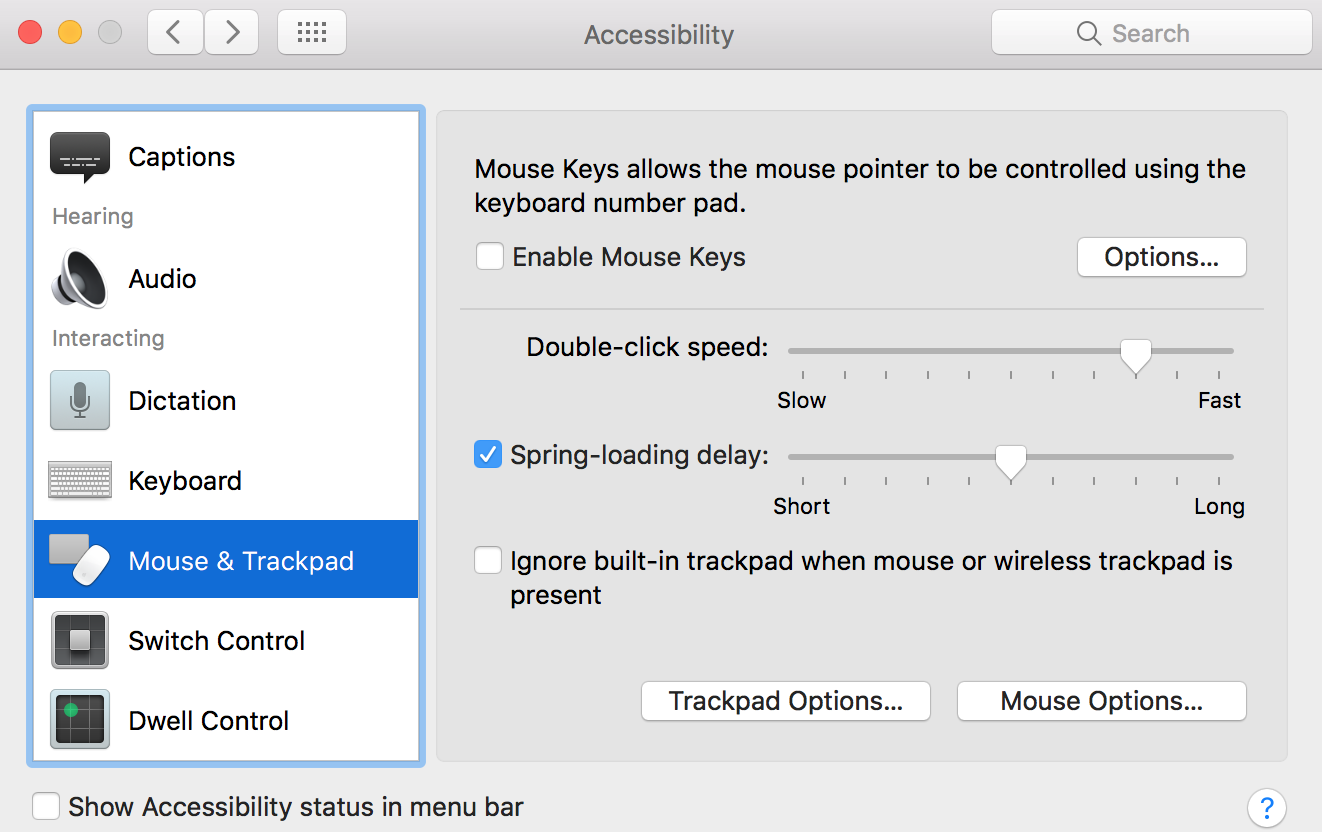 Accessibility
Search
Captions
Hearing
Audio
Interacting
Dictation
Keyboard
Mouse & Trackpad
Switch Control
Dwell Control
Mouse Keys allows the mouse pointer to be controlled using the
keyboard number pad.
Enable Mouse Keys
Options...
Double-click speed:
Slow
Fast
Spring-loading delay:
Short
Long
Ignore built-in trackpad when mouse or wireless trackpad is
present
Trackpad Options...
Mouse Options...
Show Accessibility status in menu bar
?